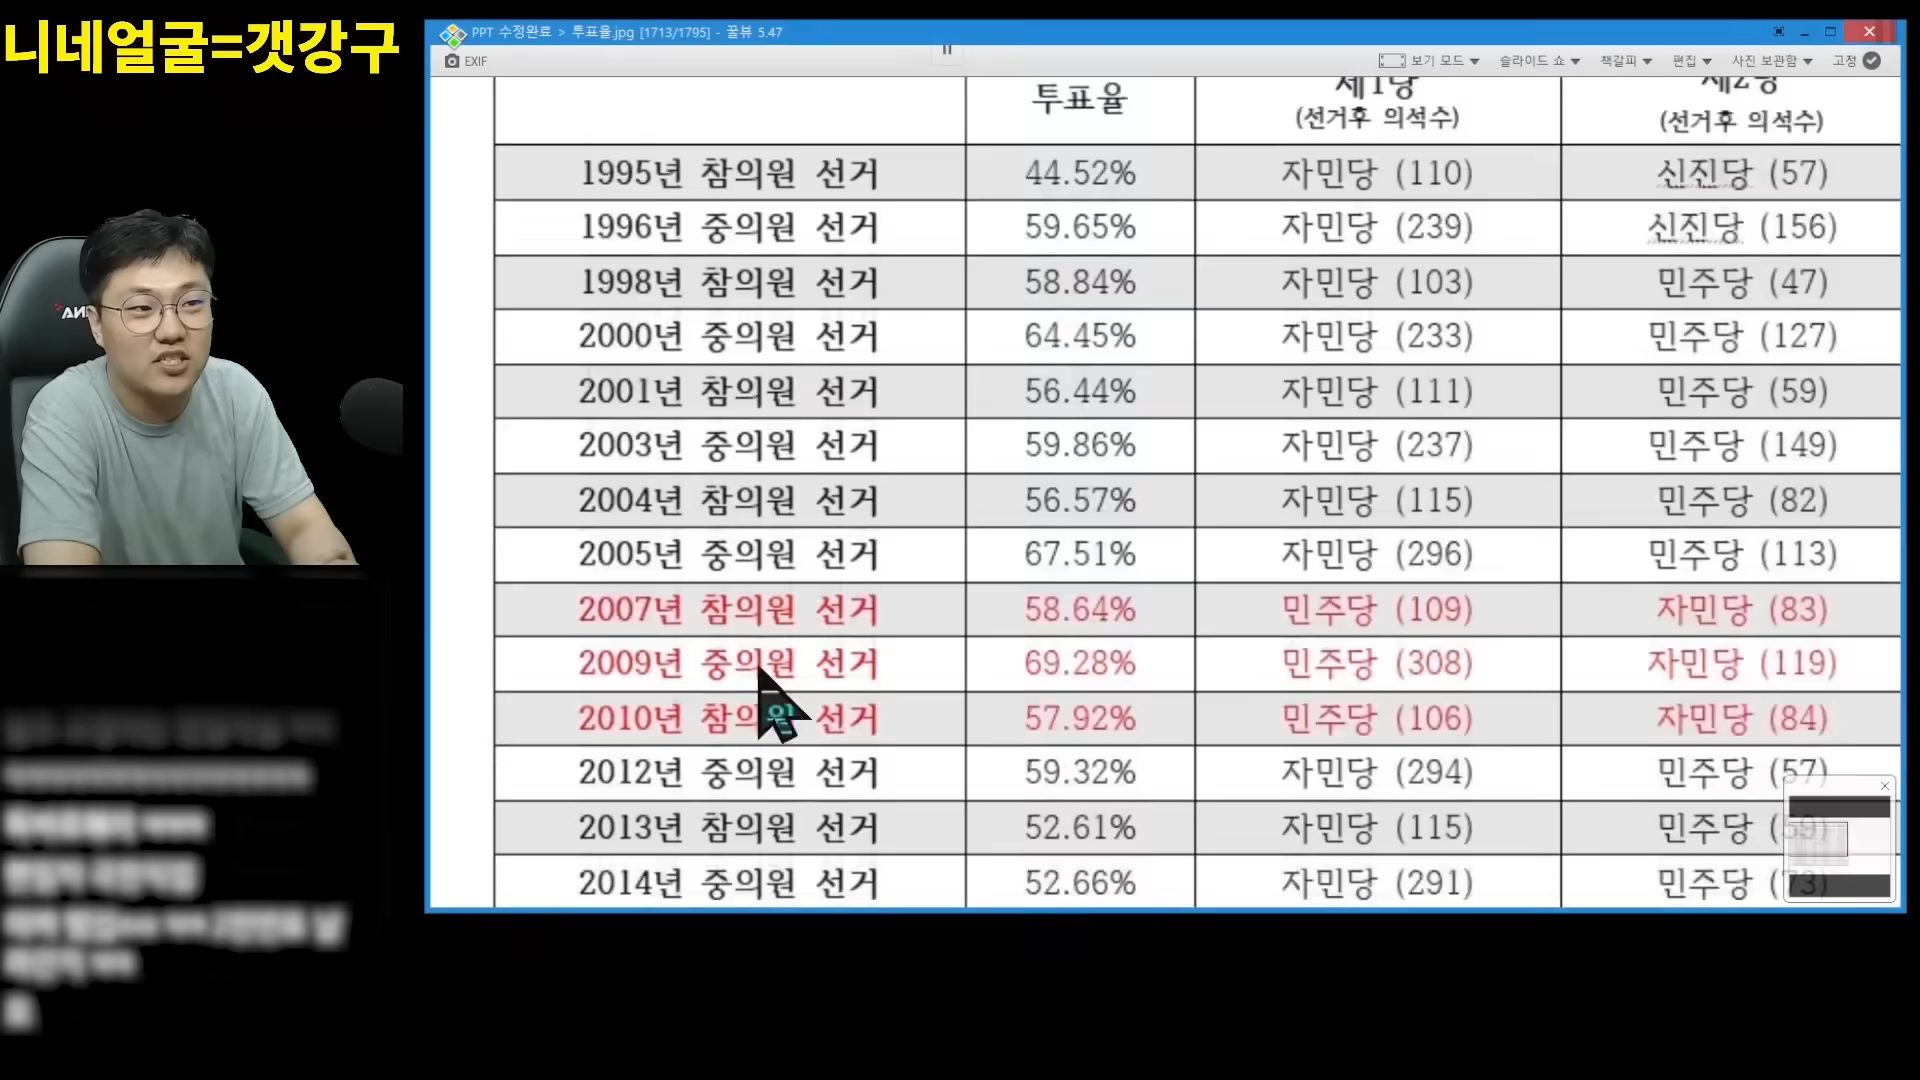 니네얼굴=갯강구
PPT 수정완료 > 투표율.jpg [1713/1795] - 꿀뷰 5.47
EXIF 보기 모드 슬라이드 쇼 책갈피 편집 사진 보관함 고정
투표율 제1당 제2당
(선거후 의석수) (선거후 의석수)
1995년 참의원 선거 44.52% 자민당 (110) 신진당 (57)
1996년 중의원 선거 59.65% 자민당 (239) 신진당 (156)
1998년 참의원 선거 58.84% 자민당 (103) 민주당 (47)
2000년 중의원 선거 64.45% 자민당 (233) 민주당 (127)
2001년 참의원 선거 56.44% 자민당 (111) 민주당 (59)
2003년 중의원 선거 59.86% 자민당 (237) 민주당 (149)
2004년 참의원 선거 56.57% 자민당 (115) 민주당 (82)
2005년 중의원 선거 67.51% 자민당 (296) 민주당 (113)
2007년 참의원 선거 58.64% 민주당 (109) 자민당 (83)
2009년 중의원 선거 69.28% 민주당 (308) 자민당 (119)
2010년 참의원 선거 57.92% 민주당 (106) 자민당 (84)
2012년 중의원 선거 59.32% 자민당 (294) 민주당 (57)
2013년 참의원 선거 52.61% 자민당 (115) 민주당 (59)
2014년 중의원 선거 52.66% 자민당 (291) 민주당 (73)